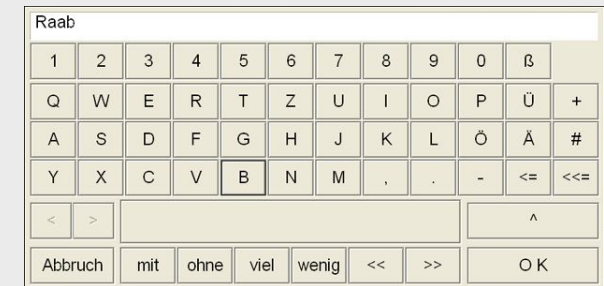 Raab
1 2 3 4 5 6 7 8 9 0 ß
Q W E R T Z U I O P Ü +
A S D F G H J K L Ö Ä #
Y X C V B N M , . - <= <<=
< > ^
Abbruch mit ohne viel wenig << >> OK